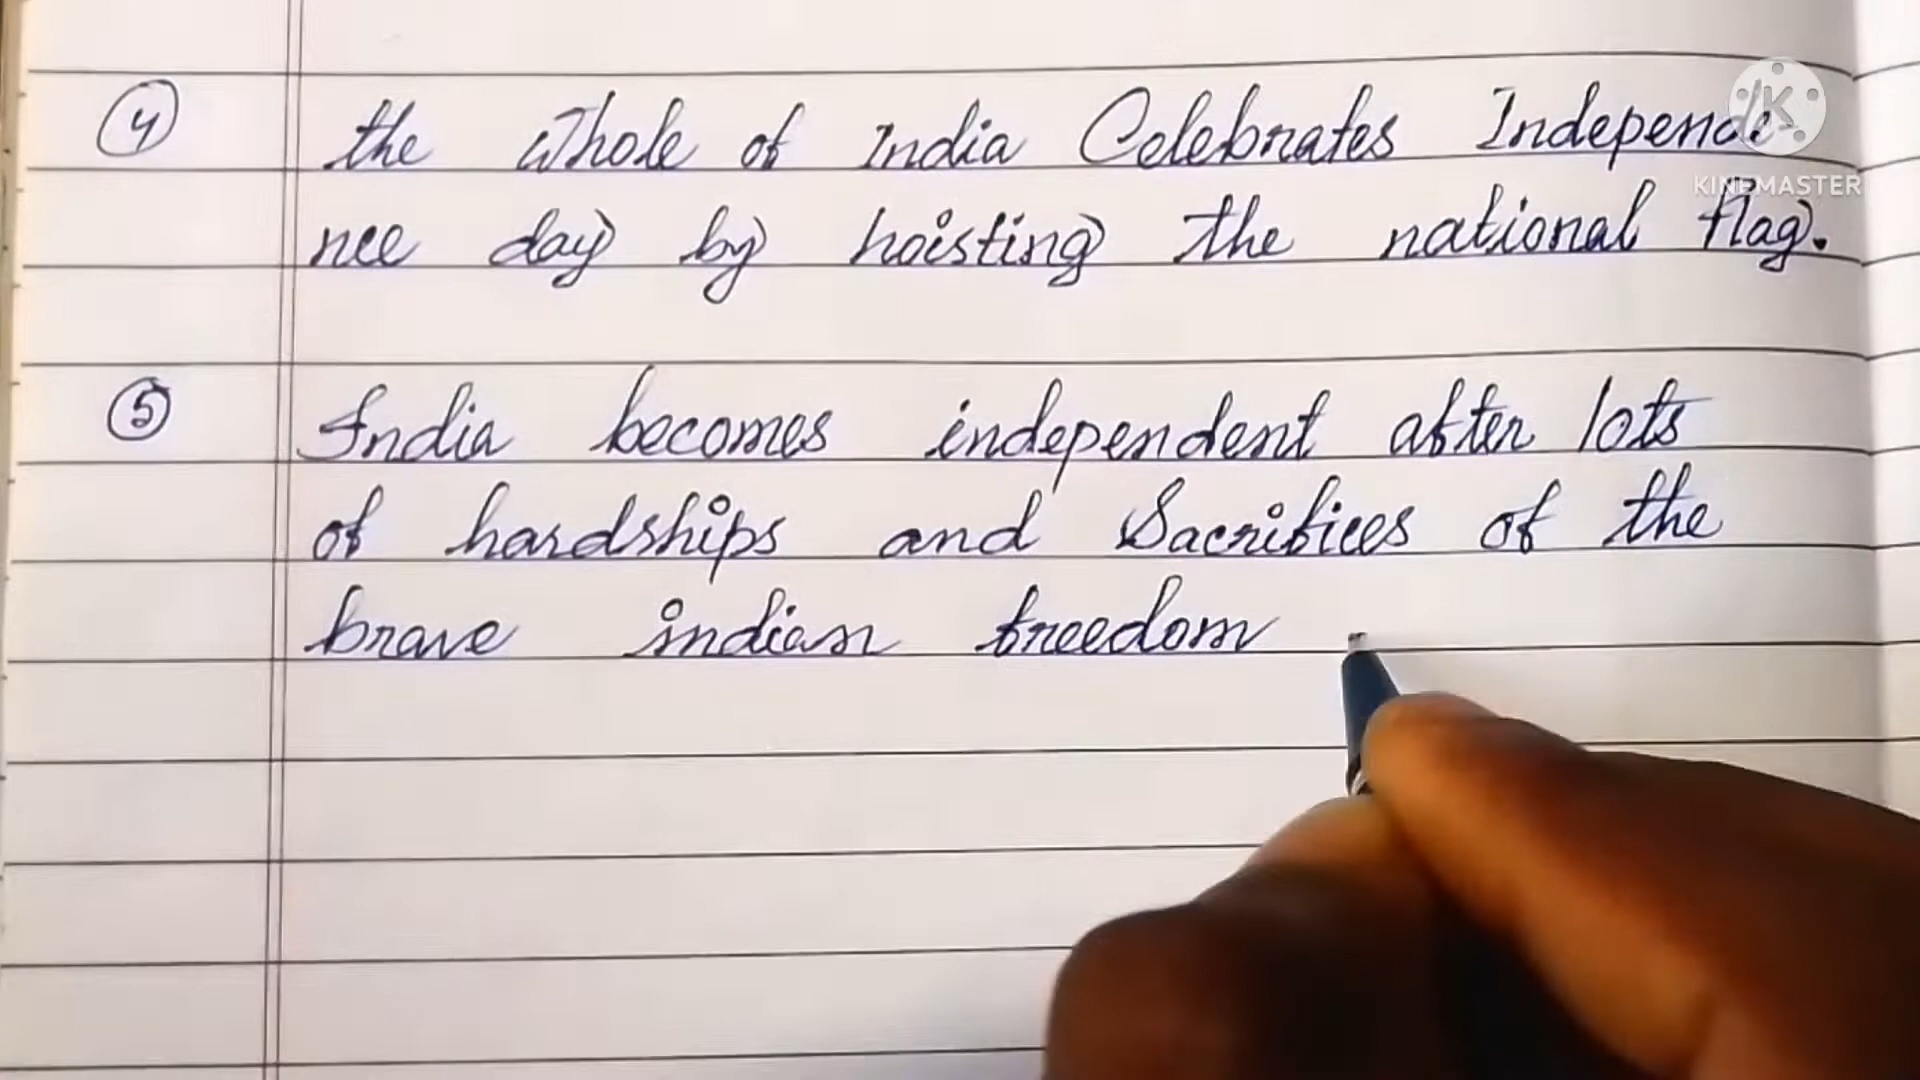 4 the Whole of India Celebrates Independe
KINEMASTER
nce day by hoisting the national flag.
5 India becomes independent after lots
of hardships and Sacrifices of the
brave indian freedom